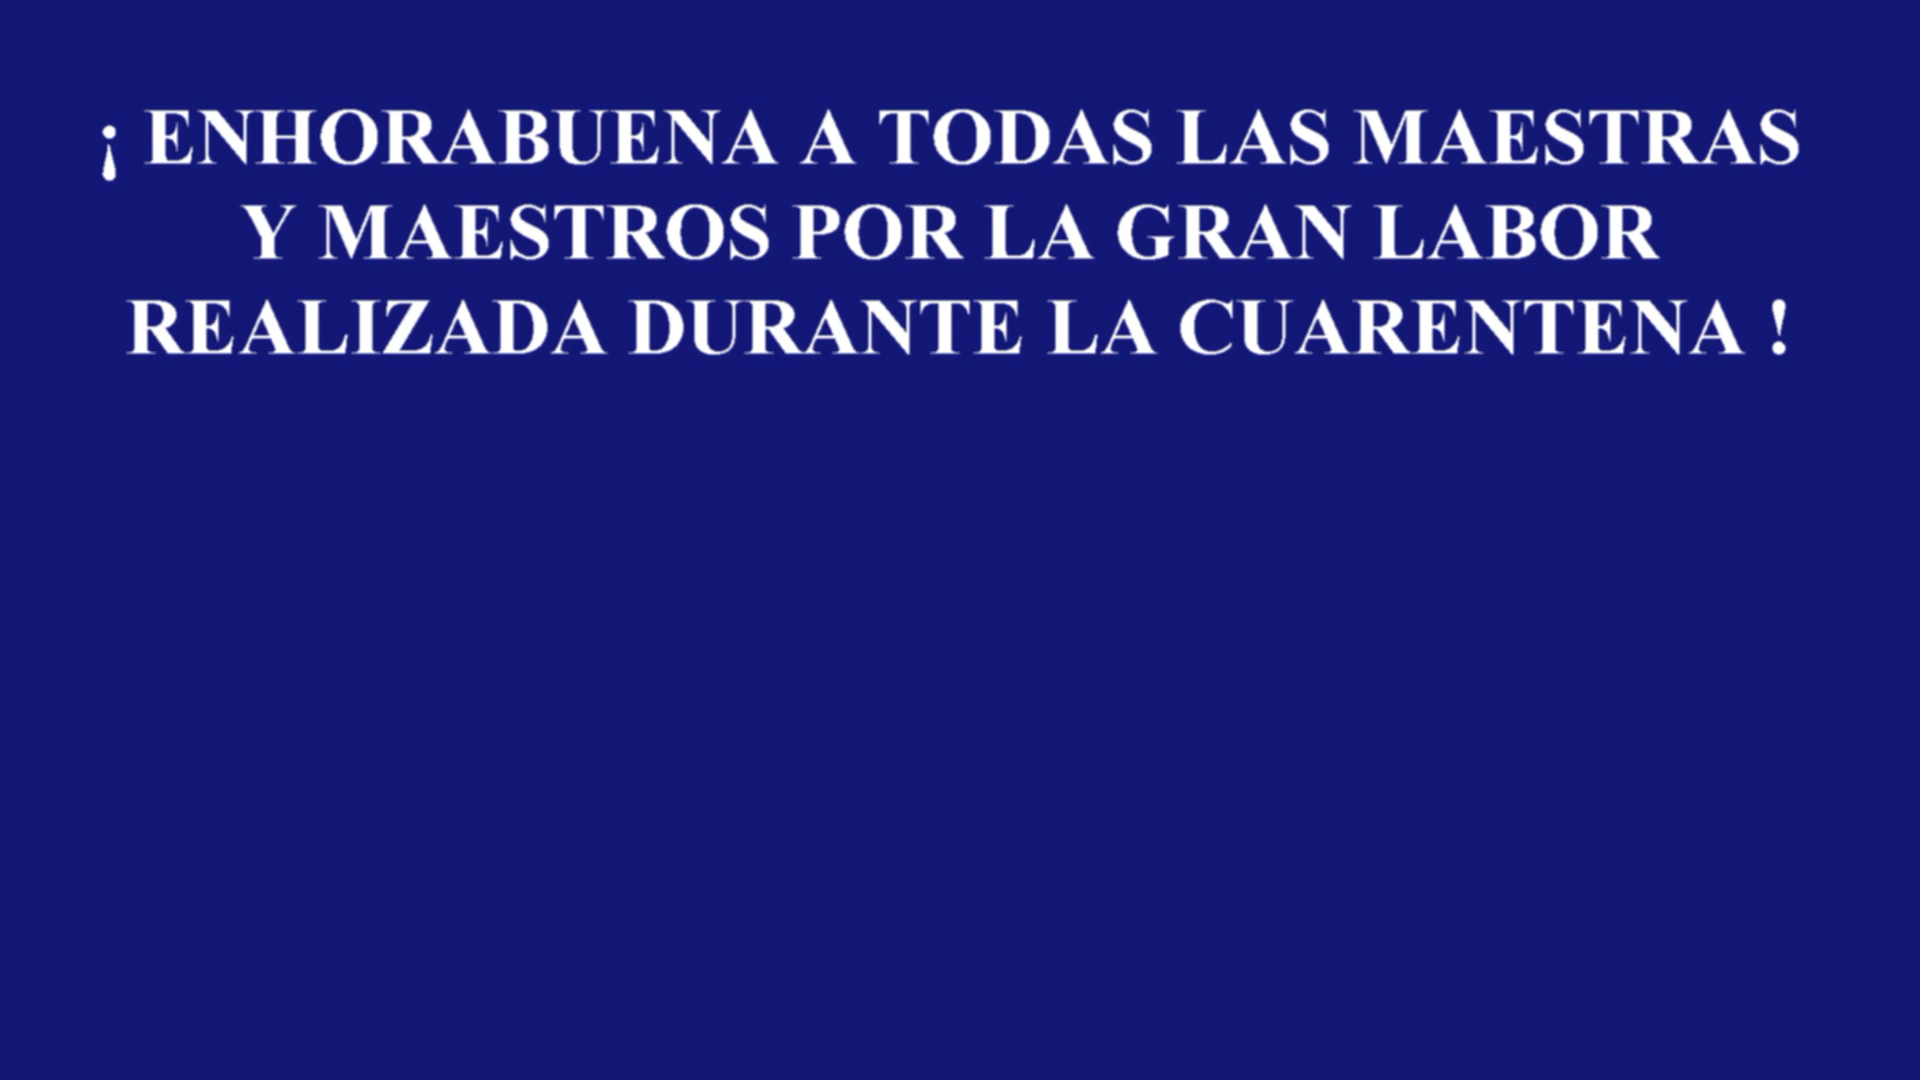 ¡ ENHORABUENA A TODAS LAS MAESTRAS
Y MAESTROS POR LA GRAN LABOR
REALIZADA DURANTE LA CUARENTENA !